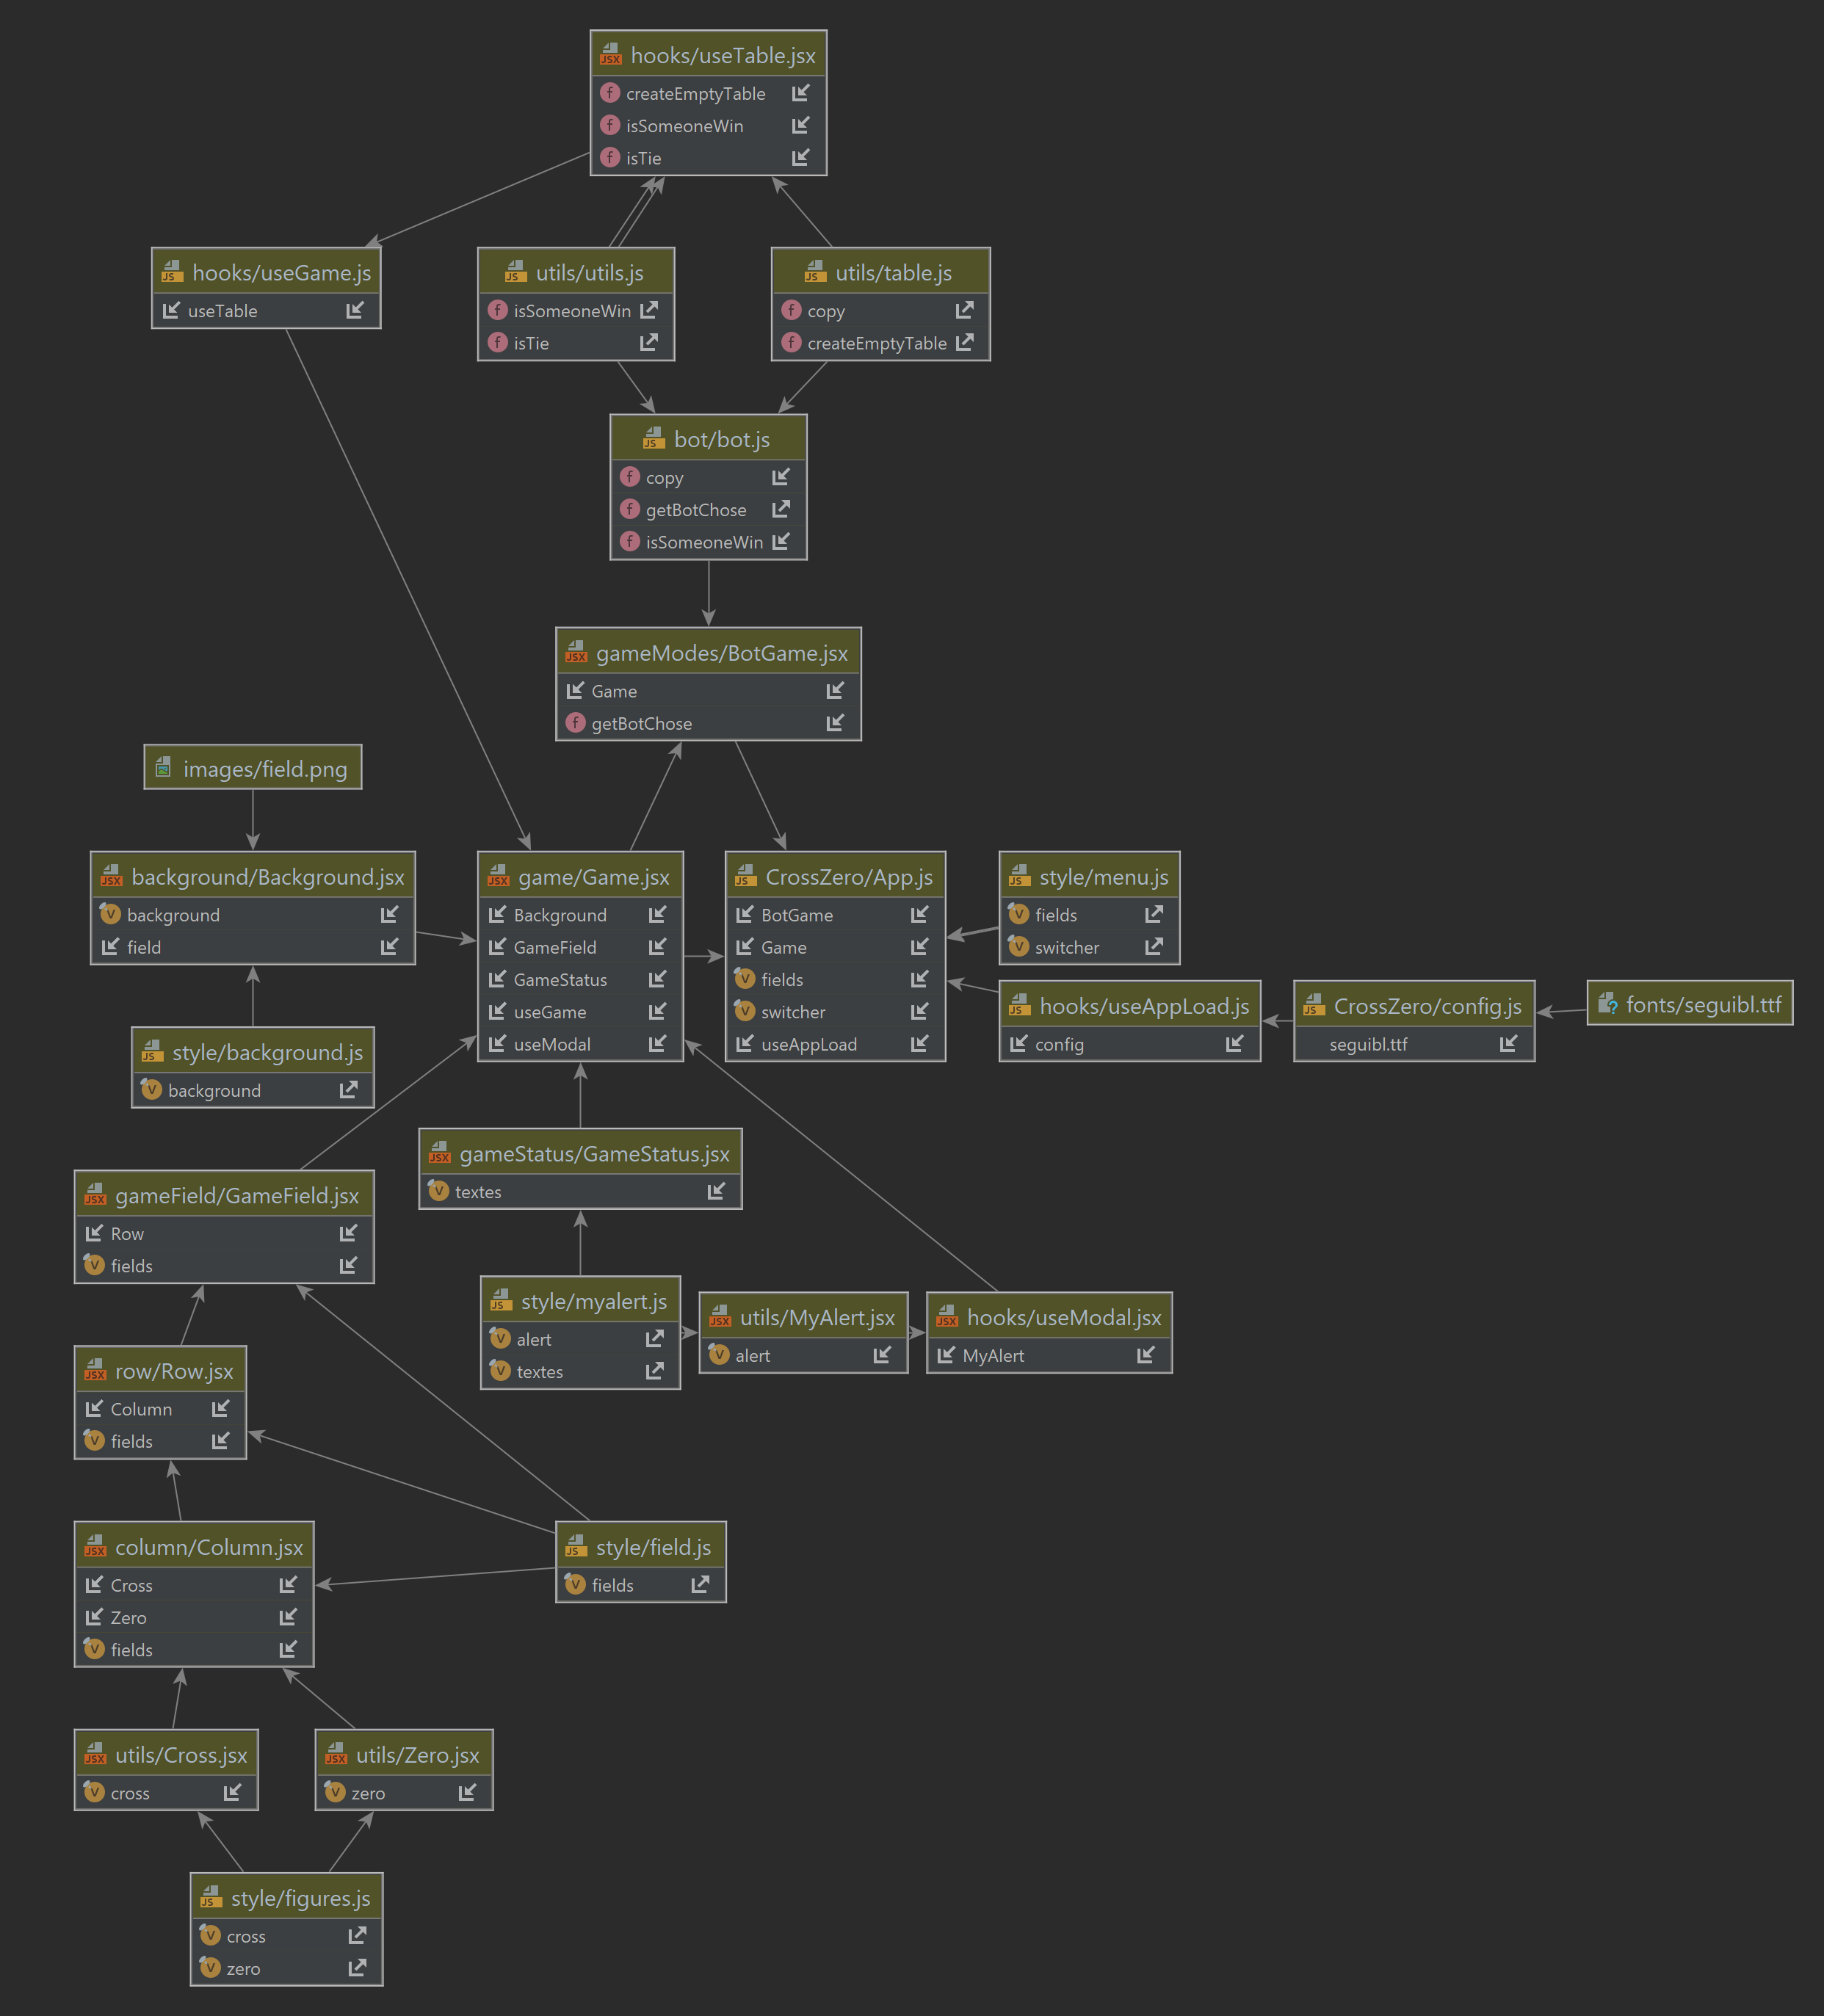 hooks/useTable.jsx
createEmptyTable
isSomeoneWin
isTie
hooks/useGame.js
useTable
utils/utils.js
isSomeoneWin
isTie
utils/table.js
copy
createEmptyTable
bot/bot.js
copy
getBotChose
isSomeoneWin
gameModes/BotGame.jsx
Game
getBotChose
images/field.png
background/Background.jsx
background
field
game/Game.jsx
Background
GameField
GameStatus
useGame
useModal
CrossZero/App.js
BotGame
Game
fields
switcher
useAppLoad
style/menu.js
fields
switcher
hooks/useAppLoad.js
config
CrossZero/config.js
seguibl.ttf
fonts/seguibl.ttf
style/background.js
background
gameStatus/GameStatus.jsx
textes
gameField/GameField.jsx
Row
fields
style/myalert.js
alert
textes
utils/MyAlert.jsx
alert
hooks/useModal.jsx
MyAlert
row/Row.jsx
Column
fields
column/Column.jsx
Cross
Zero
fields
style/field.js
fields
utils/Cross.jsx
cross
utils/Zero.jsx
zero
style/figures.js
cross
zero